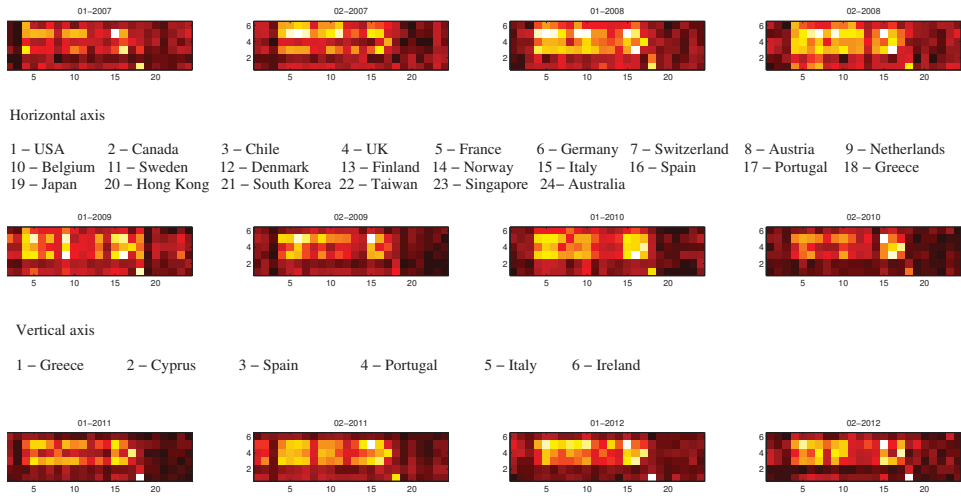 01−2007 02−2007 01−2008 02−2008
6 6 6
4 4 4
2 2 2
5 10 15 20 5 10 15 20 5 10 15 20 5 10 15 20
Horizontal axis
1 − USA 2 − Canada 3 − Chile 4 − UK 5 − France 6 − Germany 7 − Switzerland 8 − Austria 9 − Netherlands
10 − Belgium 11 − Sweden 12 − Denmark 13 − Finland 14 − Norway 15 − Italy 16 − Spain 17 − Portugal 18 − Greece
19 − Japan 20 − Hong Kong 21 − South Korea 22 − Taiwan 23 − Singapore 24− Australia
01−2009 02−2009 01−2010 02−2010
6 6 6
4 4 4
2 2 2
5 10 15 20 5 10 15 20 5 10 15 20 5 10 15 20
Vertical axis
1 − Greece 2 − Cyprus 3 − Spain 4 − Portugal 5 − Italy 6 − Ireland
01−2011 02−2011 01−2012 02−2012
6 6 6
4 4 4
2 2 2
5 10 15 20 5 10 15 20 5 10 15 20 5 10 15 20